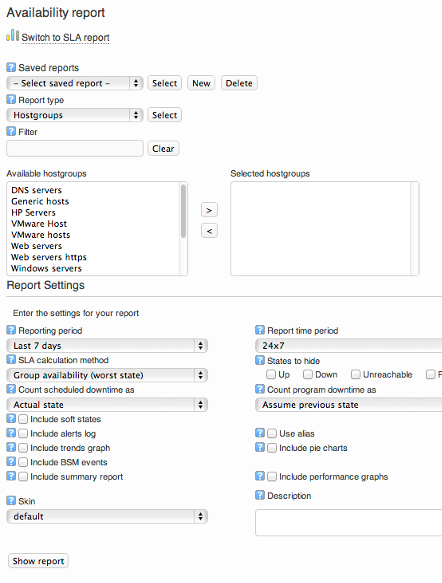 Availability report
Switch to SLA report
? Saved reports
- Select saved report - Select New Delete
? Report type
Hostgroups Select
? Filter
Clear
Available hostgroups Selected hostgroups
DNS servers
Generic hosts
HP Servers
VMware Host
VMware hosts
Web servers
Web servers https
Windows servers
>
<
Report Settings
Enter the settings for your report
? Reporting period ? Report time period
Last 7 days 24x7
? SLA calculation method ? States to hide
Group availability (worst state) Up Down Unreachable
? Count scheduled downtime as ? Count program downtime as
Actual state Assume previous state
? Include soft states
? Include alerts log ? Use alias
? Include trends graph ? Include pie charts
? Include BSM events
? Include summary report ? Include performance graphs
? Skin ? Description
default
Show report